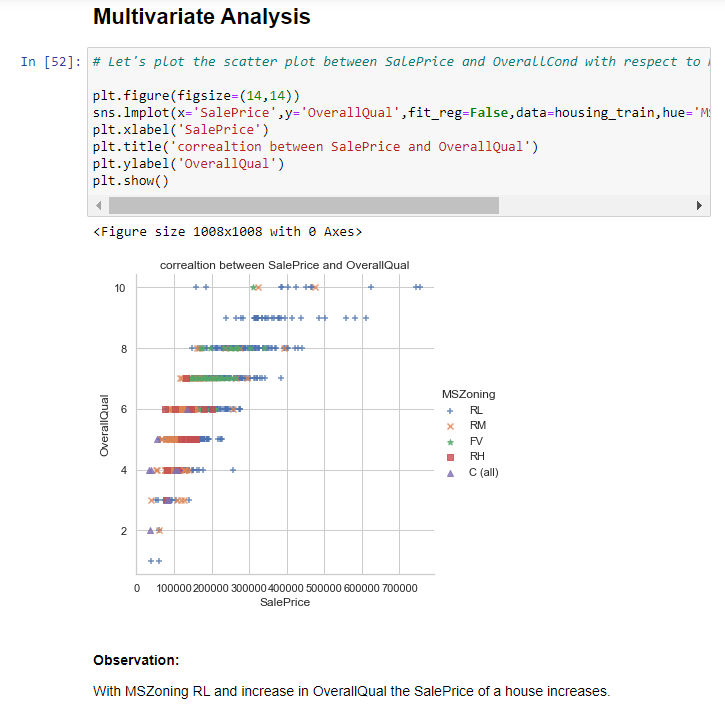 Multivariate Analysis
In [52]: # Let's plot the scatter plot between SalePrice and OverallCond with respect to
plt.figure(figsize=(14,14))
sns.lmplot(x='SalePrice',y='OverallQual',fit_reg=False,data=housing_train,hue='MS
plt.xlabel('SalePrice')
plt.title('correaltion between SalePrice and OverallQual')
plt.ylabel('OverallQual')
plt.show()
<Figure size 1008x1008 with 0 Axes>
correaltion between SalePrice and OverallQual
10
8
6
4
2
OverallQual
MSZoning
RL
RM
FV
RH
C (all)
0 100000 200000 300000 400000 500000 600000 700000
SalePrice
Observation:
With MSZoning RL and increase in OverallQual the SalePrice of a house increases.